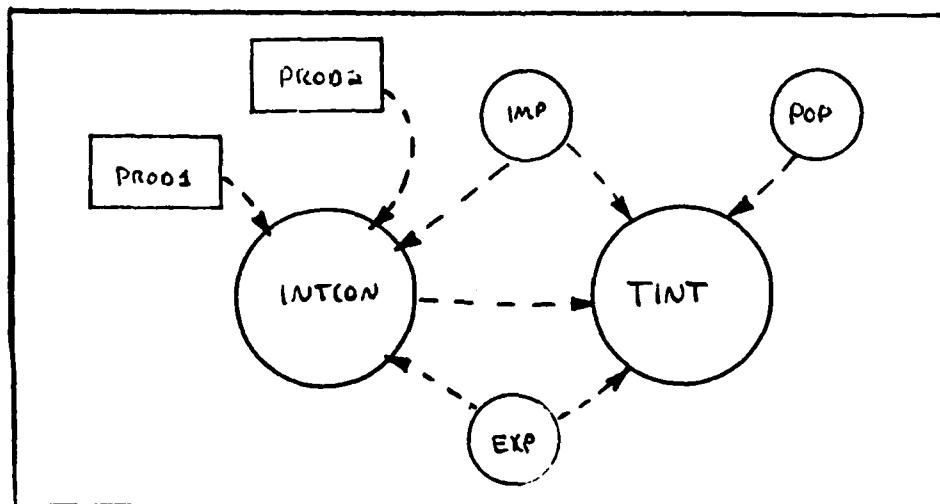 PROD2
IMP
POP
PROD1
INTCON
TINT
EXP